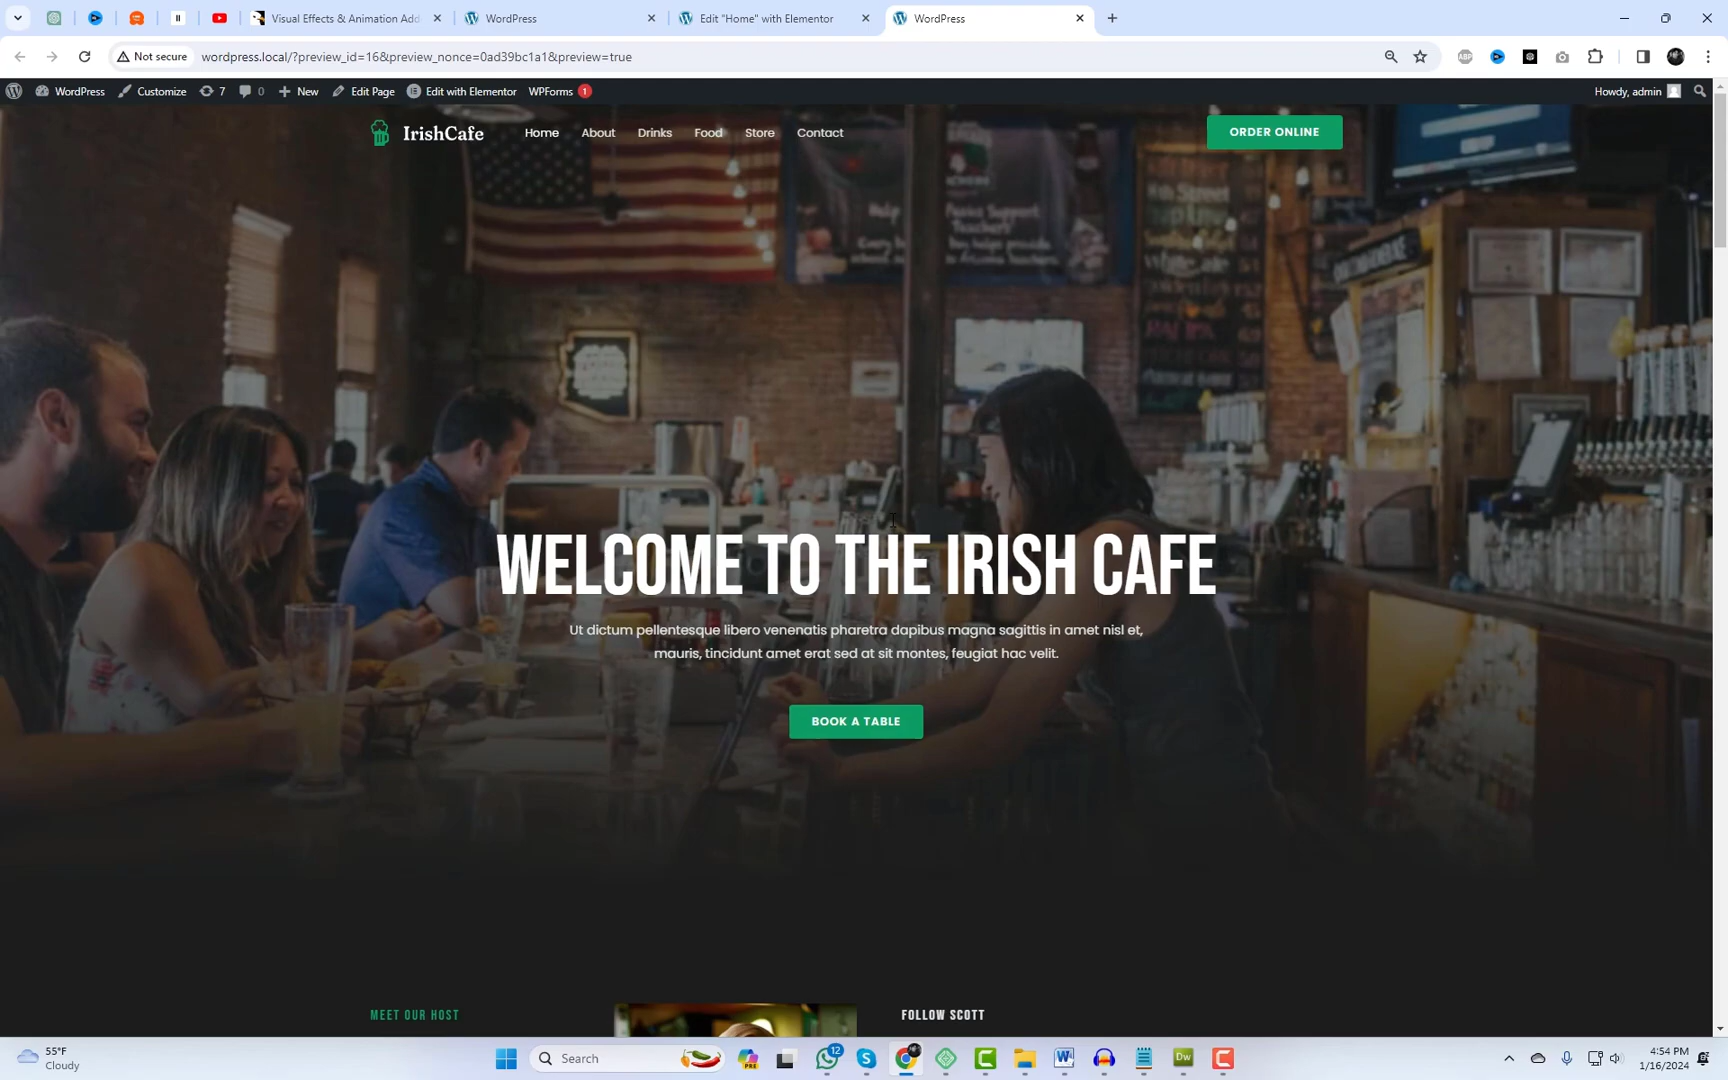 Visual Effects & Animation Add
WordPress
Edit "Home" with Elementor
WordPress
Not secure
wordpress.local/?preview_id=16&preview_nonce=0ad39bc1a1&preview=true
WordPress
Customize
7
0
New
Edit Page
Edit with Elementor
WPForms 1
Howdy, admin
IrishCafe
Home
About
Drinks
Food
Store
Contact
ORDER ONLINE
WELCOME TO THE IRISH CAFE
Ut dictum pellentesque libero venenatis pharetra dapibus magna sagittis in amet nisl et,
mauris, tincidunt amet erat sed at sit montes, feugiat hac velit.
BOOK A TABLE
MEET OUR HOST
FOLLOW SCOTT
55°F
Cloudy
Search
PRE
12
W
Dw
4:54 PM
1/16/2024